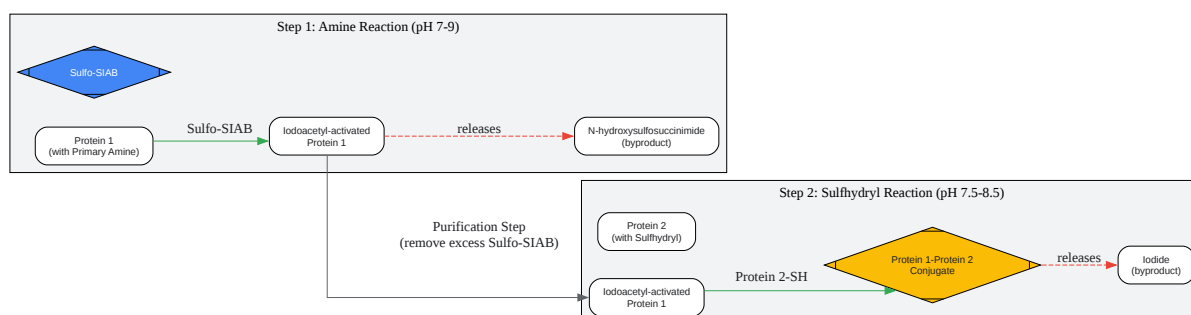 Step 1: Amine Reaction (pH 7-9)
Sulfo-SIAB
Protein 1
(with Primary Amine)
Sulfo-SIAB
Iodoacetyl-activated
Protein 1
releases
N-hydroxysulfosuccinimide
(byproduct)
Purification Step
(remove excess Sulfo-SIAB)
Step 2: Sulfhydryl Reaction (pH 7.5-8.5)
Protein 2
(with Sulfhydryl)
Iodoacetyl-activated
Protein 1
Protein 2-SH
Protein 1-Protein 2
Conjugate
releases
Iodide
(byproduct)